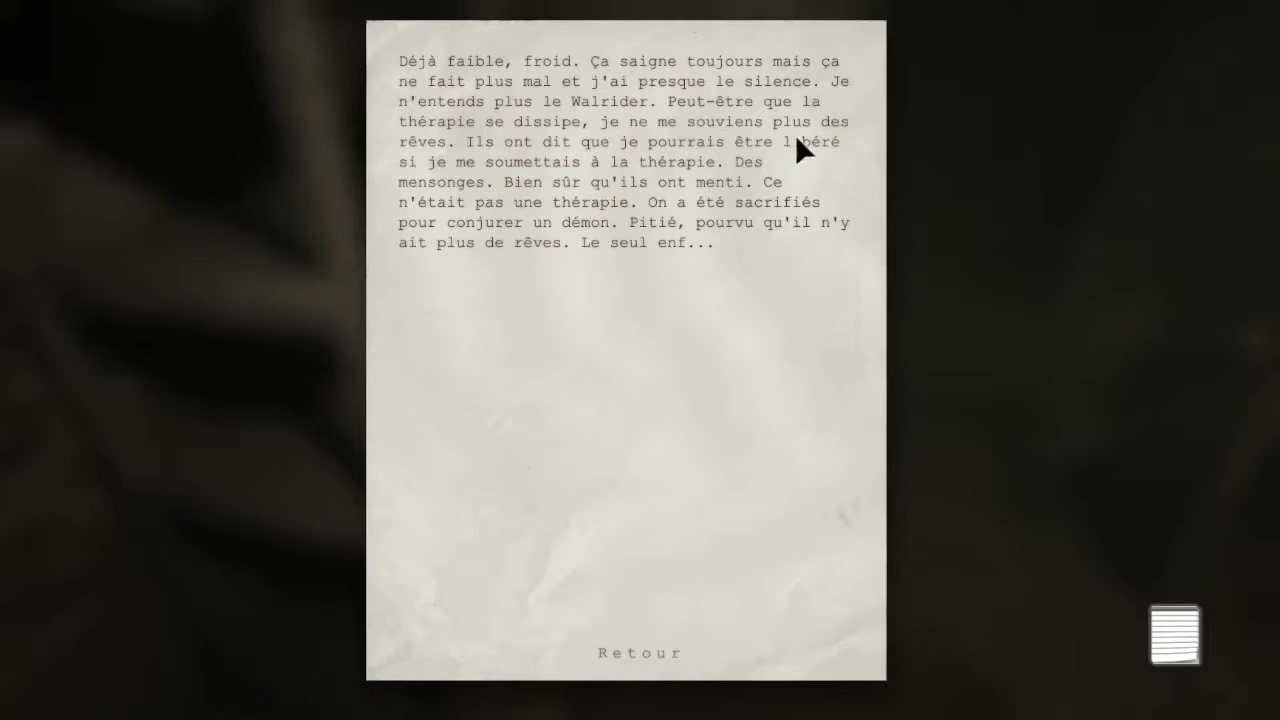 Déjà faible, froid. Ça saigne toujours mais ça
ne fait plus mal et j'ai presque le silence. Je
n'entends plus le Walrider. Peut-être que la
thérapie se dissipe, je ne me souviens plus des
rêves. Ils ont dit que je pourrais être libéré
si je me soumettais à la thérapie. Des
mensonges. Bien sûr qu'ils ont menti. Ce
n'était pas une thérapie. On a été sacrifiés
pour conjurer un démon. Pitié, pourvu qu'il n'y
ait plus de rêves. Le seul enf...
Retour